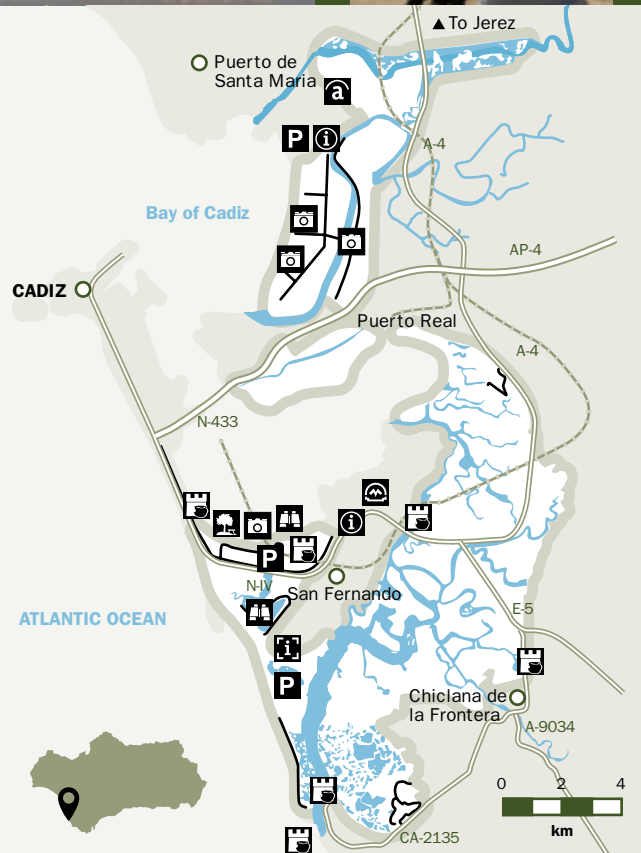 ▲ To Jerez
Puerto de
Santa Maria
a
P i
A-4
Bay of Cadiz
AP-4
CADIZ
Puerto Real
A-4
N-433
i
P
N-IV
San Fernando
ATLANTIC OCEAN
E-5
i
P
Chiclana de
la Frontera
A-9034
0 2 4
km
CA-2135